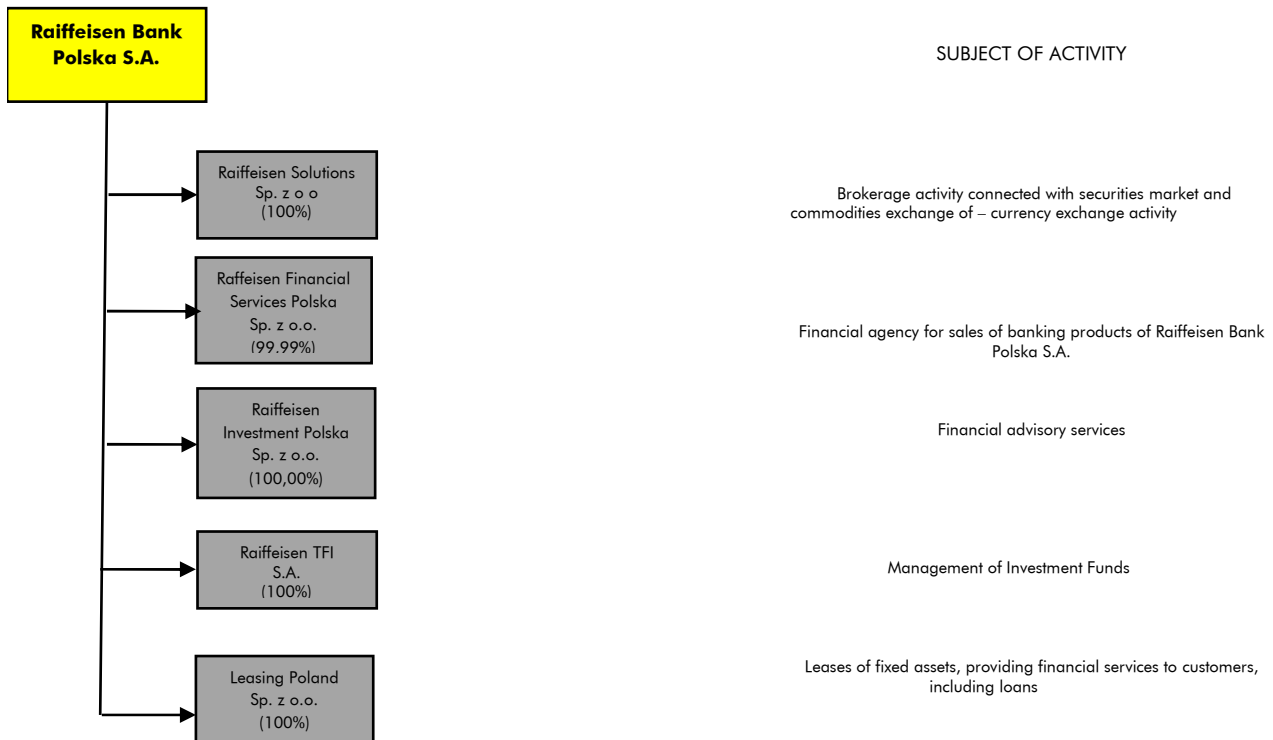 Raiffeisen Bank
Polska S.A.
SUBJECT OF ACTIVITY
Raiffeisen Solutions
Sp. z o o
(100%)
Brokerage activity connected with securities market and
commodities exchange of – currency exchange activity
Raffeisen Financial
Services Polska
Sp. z o.o.
(99.99%)
Financial agency for sales of banking products of Raiffeisen Bank
Polska S.A.
Raiffeisen
Investment Polska
Sp. z o.o.
(100,00%)
Financial advisory services
Raiffeisen TFI
S.A.
(100%)
Management of Investment Funds
Leasing Poland
Sp. z o.o.
(100%)
Leases of fixed assets, providing financial services to customers,
including loans